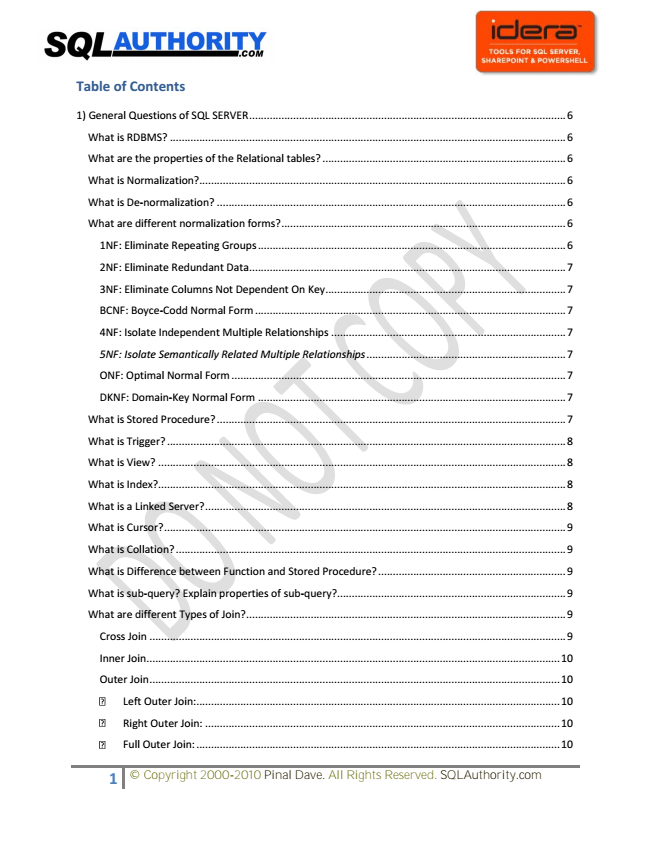 SQLAUTHORITY.COM
idera
TOOLS FOR SQL SERVER,
SHAREPOINT & POWERSHELL
Table of Contents
1) General Questions of SQL SERVER 6
What is RDBMS? 6
What are the properties of the Relational tables? 6
What is Normalization? 6
What is De-normalization? 6
What are different normalization forms? 6
1NF: Eliminate Repeating Groups 6
2NF: Eliminate Redundant Data 7
3NF: Eliminate Columns Not Dependent On Key 7
BCNF: Boyce-Codd Normal Form 7
4NF: Isolate Independent Multiple Relationships 7
5NF: Isolate Semantically Related Multiple Relationships 7
ONF: Optimal Normal Form 7
DKNF: Domain-Key Normal Form 7
What is Stored Procedure? 7
What is Trigger? 8
What is View? 8
What is Index? 8
What is a Linked Server? 8
What is Cursor? 9
What is Collation? 9
What is Difference between Function and Stored Procedure? 9
What is sub-query? Explain properties of sub-query? 9
What are different Types of Join? 9
Cross Join 9
Inner Join 10
Outer Join 10
Left Outer Join: 10
Right Outer Join: 10
Full Outer Join: 10
DO NOT COPY
1 © Copyright 2000-2010 Pinal Dave. All Rights Reserved. SQLAuthority.com